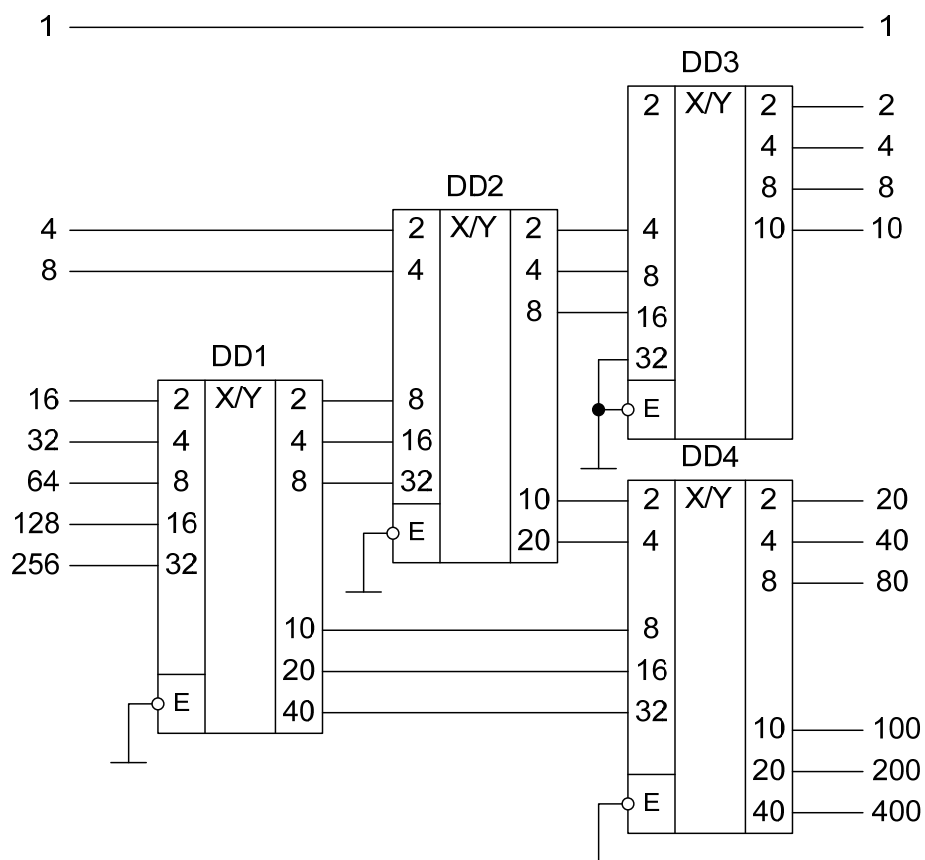 1 1
DD3
2 X/Y 2 2
4 4
DD2
8 8
4 2 X/Y 2 4 10 10
8 4 4 8
8 16
DD1
32
16 2 X/Y 2 8 E
32 4 4 16
DD4
64 8 8 32
10 2 X/Y 2 20
128 16
E 20 4 4 40
256 32
8 80
10 8
20 16
E 40 32
10 100
20 200
E 40 400